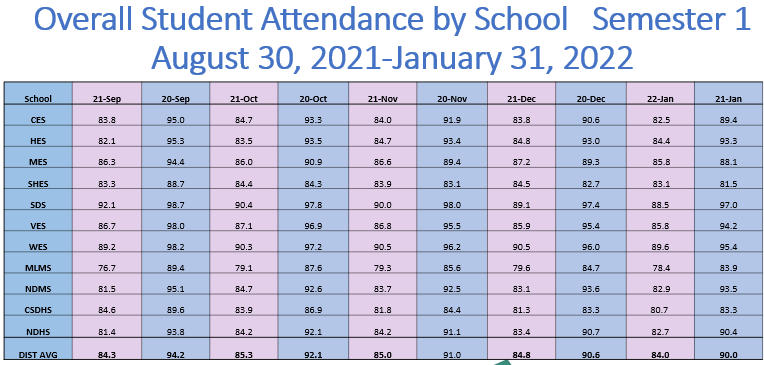 Overall Student Attendance by School Semester 1
August 30, 2021-January 31, 2022
School 21-Sep 20-Sep 21-Oct 20-Oct 21-Nov 20-Nov 21-Dec 20-Dec 22-Jan 21-Jan
CES 83.8 95.0 84.7 93.3 84.0 91.9 83.8 90.6 82.5 89.4
HES 82.1 95.3 83.5 93.5 84.7 93.4 84.8 93.0 84.4 93.3
MES 86.3 94.4 86.0 90.9 86.6 89.4 87.2 89.3 85.8 88.1
SHES 83.3 88.7 84.4 84.3 83.9 83.1 84.5 82.7 83.1 81.5
SDS 92.1 98.7 90.4 97.8 90.0 98.0 89.1 97.4 88.5 97.0
VES 86.7 98.0 87.1 96.9 86.8 95.5 85.9 95.4 85.8 94.2
WES 89.2 98.2 90.3 97.2 90.5 96.2 90.5 96.0 89.6 95.4
MLMS 76.7 89.4 79.1 87.6 79.3 85.6 79.6 84.7 78.4 83.9
NDMS 81.5 95.1 84.7 92.6 83.7 92.5 83.1 93.6 82.9 93.5
CSDHS 84.6 89.6 83.9 86.9 81.8 84.4 81.3 83.3 80.7 83.3
NDHS 81.4 93.8 84.2 92.1 84.2 91.1 83.4 90.7 82.7 90.4
DIST AVG 84.3 94.2 85.3 92.1 85.0 91.0 84.8 90.6 84.0 90.0